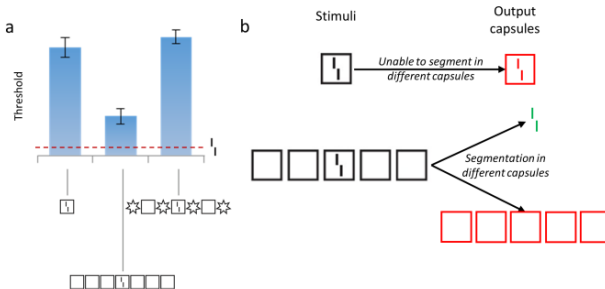 a
Threshold
b
Stimuli
Output
capsules
Unable to segment in
different capsules
Segmentation in
different capsules